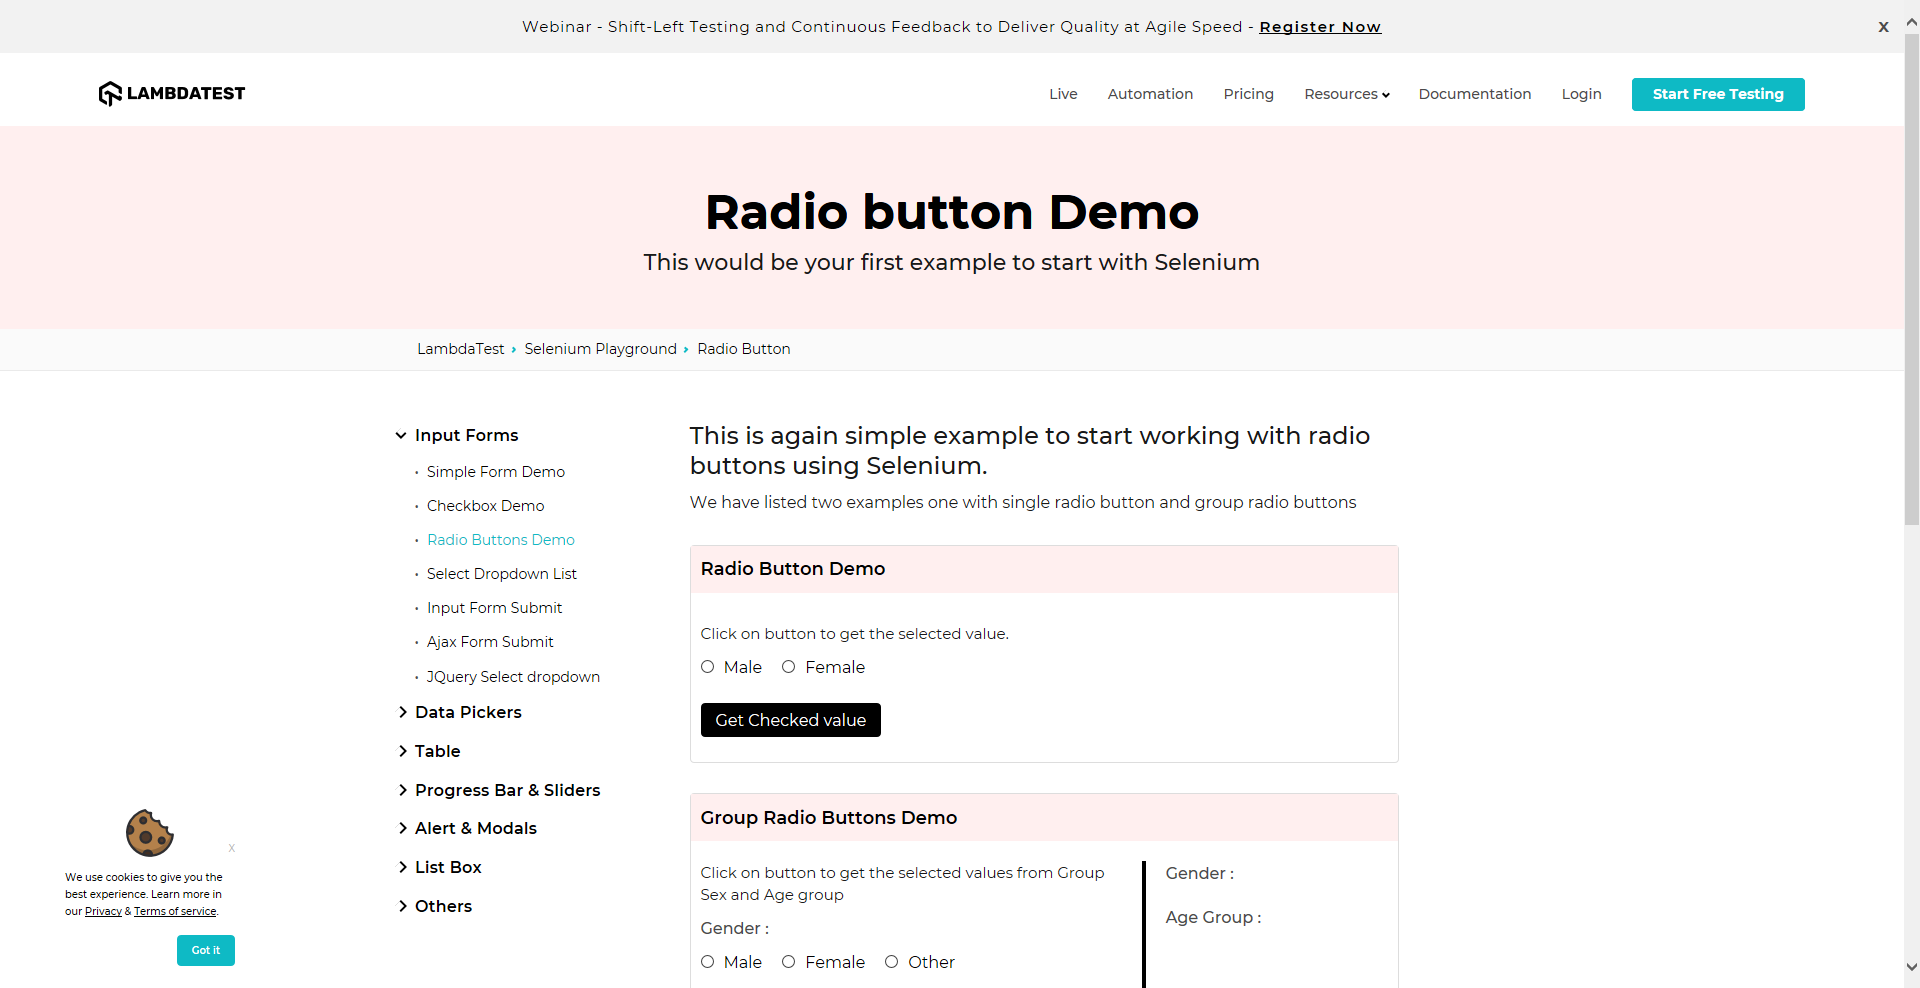 Webinar - Shift-Left Testing and Continuous Feedback to Deliver Quality at Agile Speed - Register Now
X
LAMBDATEST
Live
Automation
Pricing
Resources
Documentation
Login
Start Free Testing
Radio button Demo
This would be your first example to start with Selenium
LambdaTest › Selenium Playground › Radio Button
Input Forms
Simple Form Demo
Checkbox Demo
Radio Buttons Demo
Select Dropdown List
Input Form Submit
Ajax Form Submit
JQuery Select dropdown
Data Pickers
Table
Progress Bar & Sliders
Alert & Modals
List Box
Others
This is again simple example to start working with radio
buttons using Selenium.
We have listed two examples one with single radio button and group radio buttons
Radio Button Demo
Click on button to get the selected value.
Male
Female
Get Checked value
Group Radio Buttons Demo
Click on button to get the selected values from Group
Sex and Age group
Gender :
Male
Female
Other
Gender :
Age Group :
X
We use cookies to give you the
best experience. Learn more in
our Privacy & Terms of service.
Got it